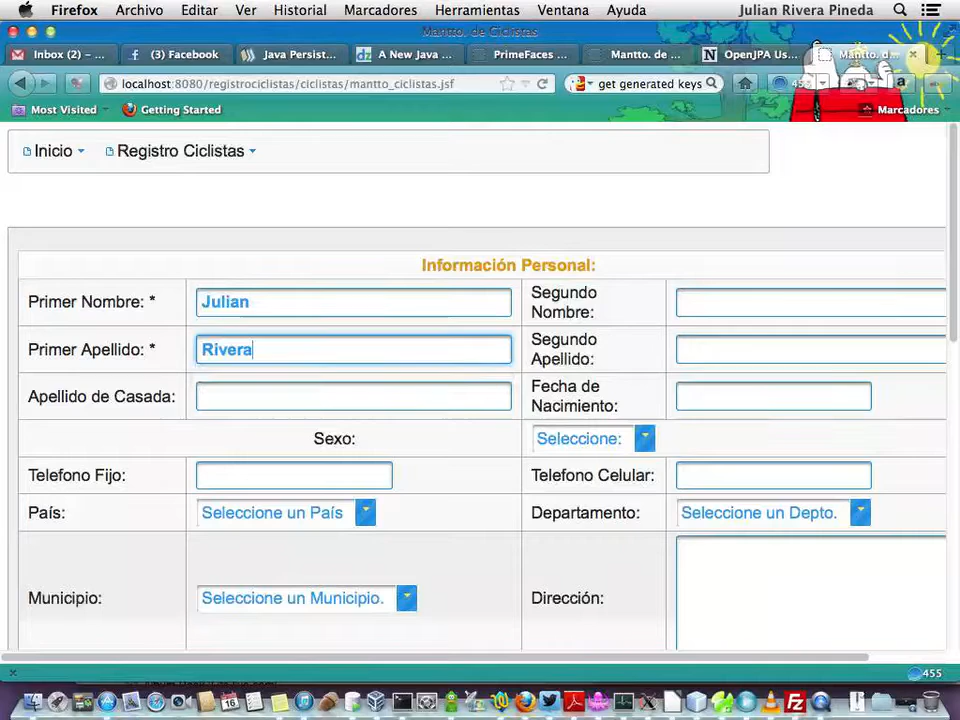 Firefox Archivo Editar Ver Historial Marcadores Herramientas Ventana Ayuda Julian Rivera Pineda
Mantto. de Ciclistas
Inbox (2) – ... (3) Facebook Java Persist... A New Java ... PrimeFaces ... Mantto. de ... OpenJPA Us... Mantto. d...
localhost:8080/registrociclistas/ciclistas/mantto_ciclistas.jsf get generated keys
Most Visited Getting Started Marcadores
Inicio Registro Ciclistas
Información Personal:
Primer Nombre: * Julian Segundo Nombre:
Primer Apellido: * Rivera Segundo Apellido:
Apellido de Casada: Fecha de Nacimiento:
Sexo: Seleccione:
Telefono Fijo: Telefono Celular:
País: Seleccione un País Departamento: Seleccione un Depto.
Municipio: Seleccione un Municipio. Dirección:
455